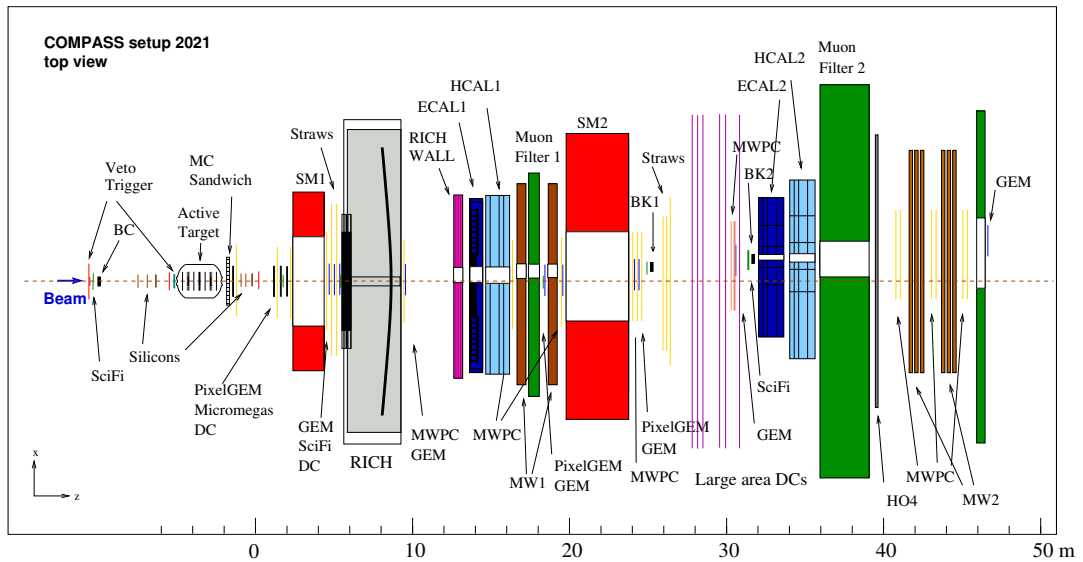 COMPASS setup 2021
top view
Veto
Trigger
BC
MC
Sandwich
Active
Target
Straws
SM1
RICH
WALL
ECAL1
HCAL1
Muon
Filter 1
SM2
BK1
Straws
MWPC
BK2
ECAL2
HCAL2
Muon
Filter 2
GEM
Beam
SciFi
Silicons
PixelGEM
Micromegas
DC
GEM
SciFi
DC
RICH
MWPC
GEM
MWPC
MW1
PixelGEM
GEM
PixelGEM
GEM
MWPC
Large area DCs
SciFi
GEM
HO4
MWPC
MW2
x
z
0
10
20
30
40
50 m